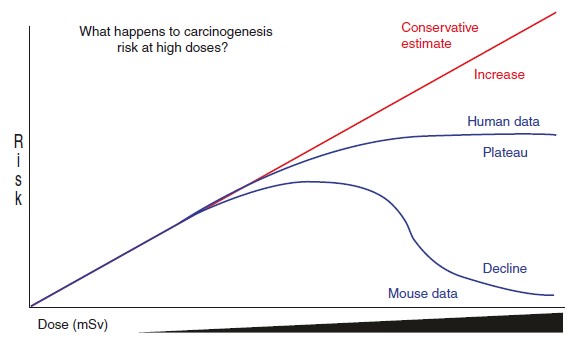 What happens to carcinogenesis
risk at high doses?
Conservative
estimate
Increase
Human data
Plateau
Risk
Decline
Mouse data
Dose (mSv)